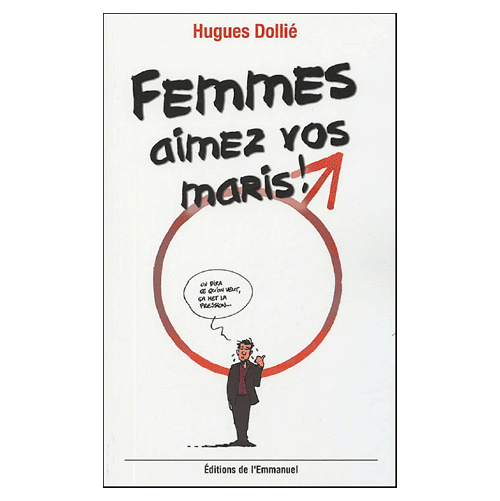 Hugues Dollié
Femmes
aimez vos
maris!
ON DIRA
CE QU'ON VEUT,
ÇA MET LA
PRESSION...
Éditions de l'Emmanuel